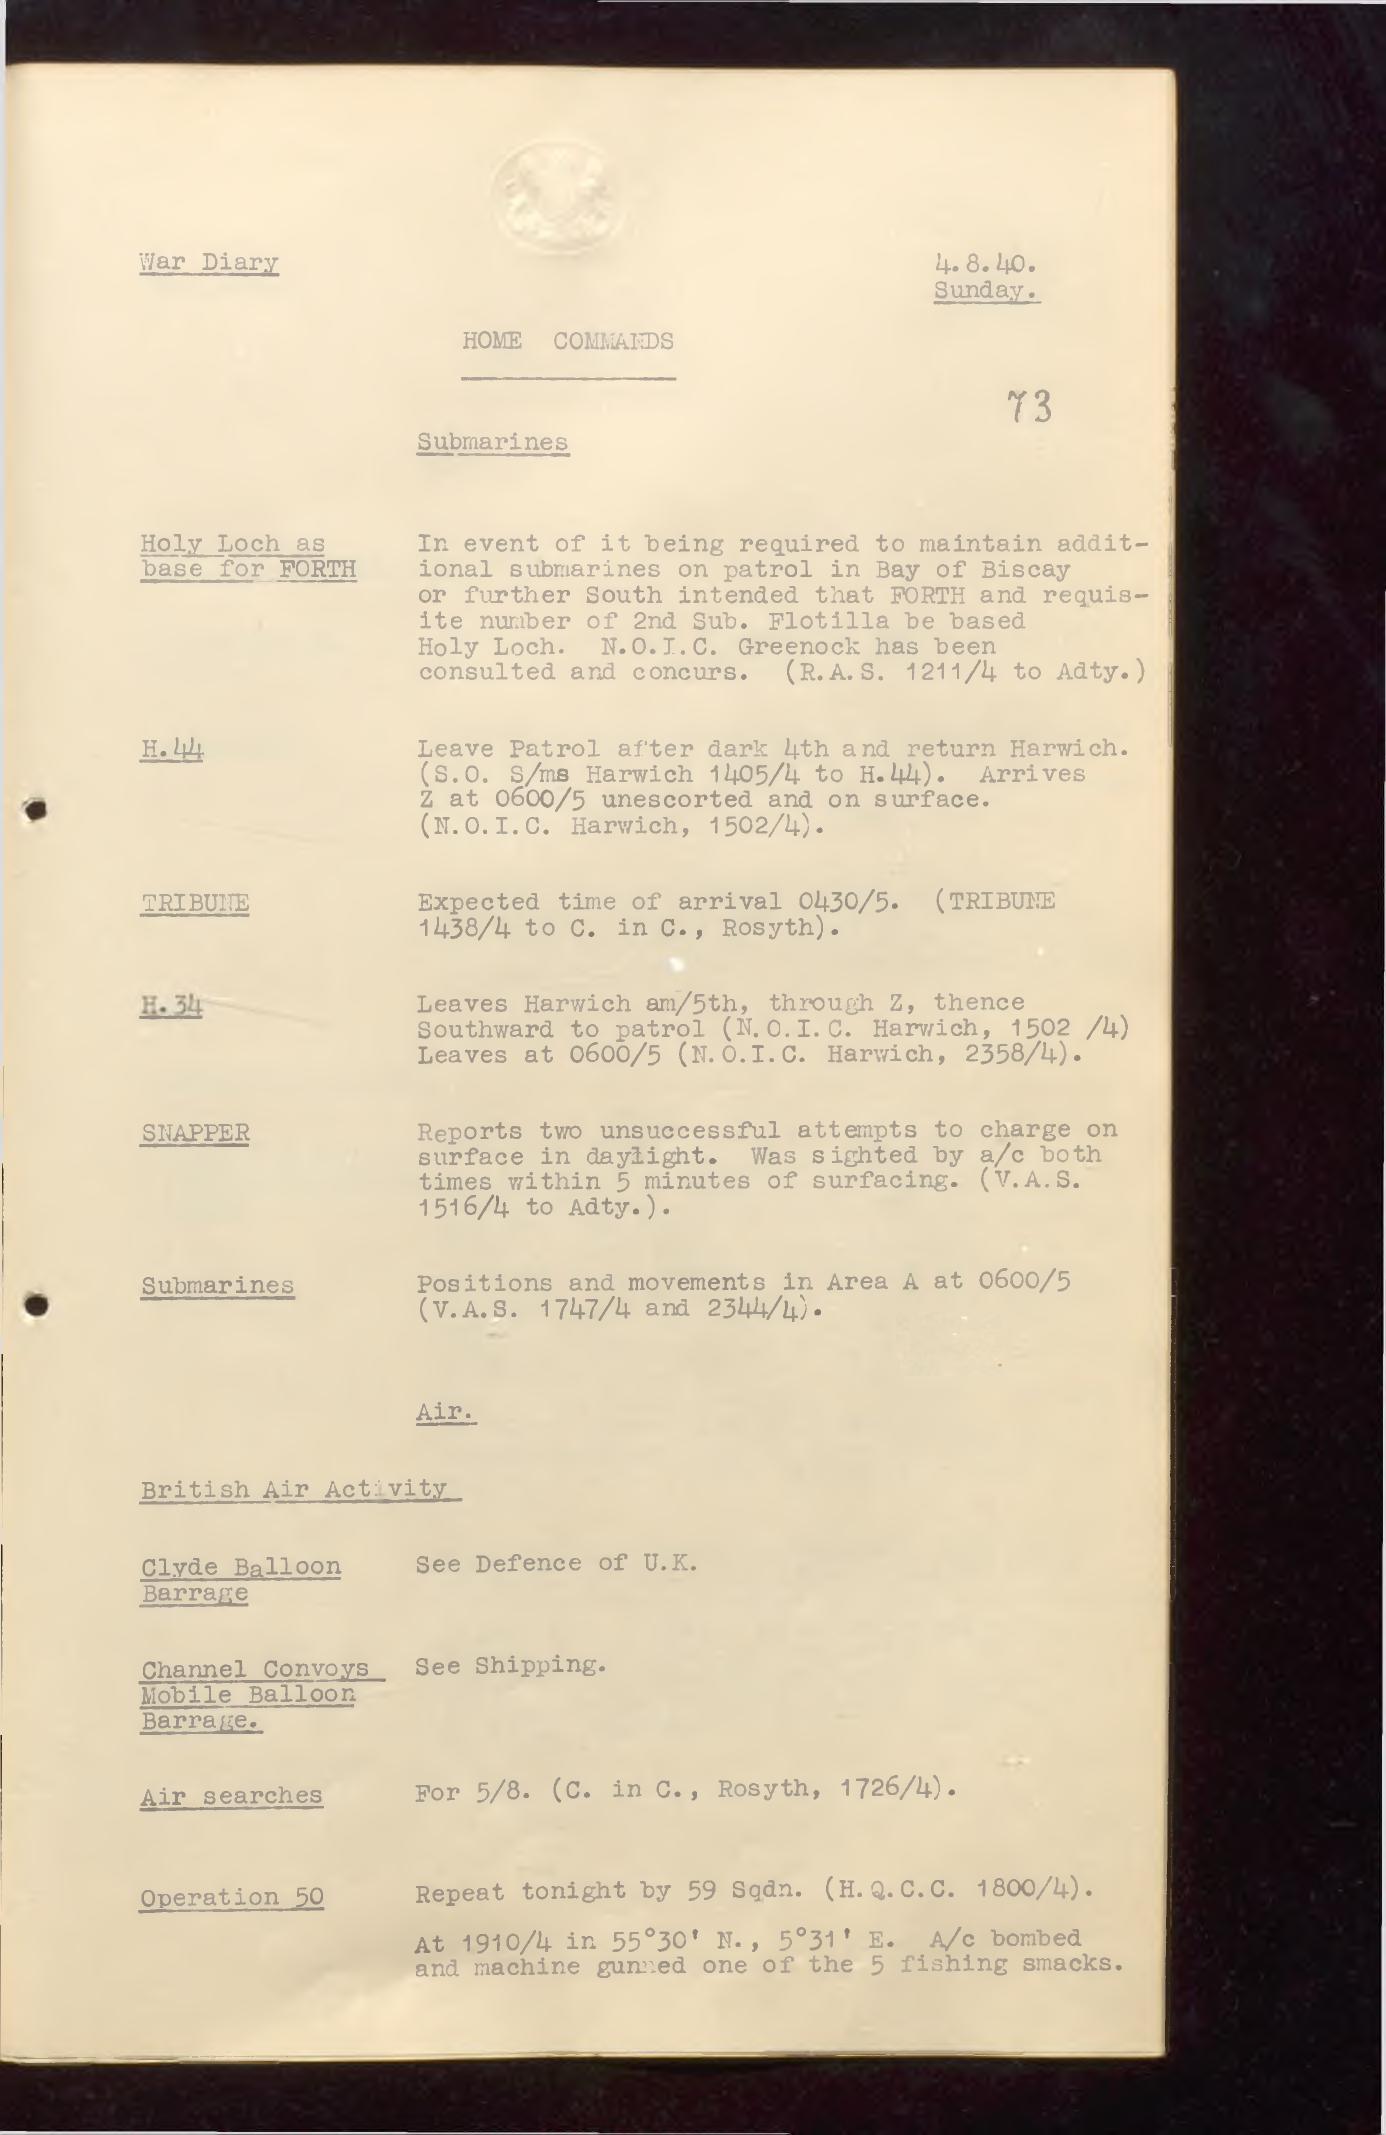 War Diary
4.8.40.
Sunday.
HOME COMMANDS
73
Submarines
Holy Loch as
base for FORTH
In event of it being required to maintain addit-
ional submarines on patrol in Bay of Biscay
or further South intended that FORTH and requis-
ite number of 2nd Sub. Flotilla be based
Holy Loch. N.O.I.C. Greenock has been
consulted and concurs. (R.A.S. 1211/4 to Adty.)
H.44
Leave Patrol after dark 4th and return Harwich.
(S.O. S/ms Harwich 1405/4 to H.44). Arrives
Z at 0600/5 unescorted and on surface.
(N.O.I.C. Harwich, 1502/4).
TRIBUNE
Expected time of arrival 0430/5. (TRIBUNE
1438/4 to C. in C., Rosyth).
H.34
Leaves Harwich am/5th, through Z, thence
Southward to patrol (N.O.I.C. Harwich, 1502 /4)
Leaves at 0600/5 (N.O.I.C. Harwich, 2358/4).
SNAPPER
Reports two unsuccessful attempts to charge on
surface in daylight. Was sighted by a/c both
times within 5 minutes of surfacing. (V.A.S.
1516/4 to Adty.).
Submarines
Positions and movements in Area A at 0600/5
(V.A.S. 1747/4 and 2344/4).
Air.
British Air Activity
Clyde Balloon
Barrage
See Defence of U.K.
Channel Convoys
Mobile Balloon
Barrage.
See Shipping.
Air searches
For 5/8. (C. in C., Rosyth, 1726/4).
Operation 50
Repeat tonight by 59 Sqdn. (H.Q.C.C. 1800/4).
At 1910/4 in 55°30' N., 5°31' E. A/c bombed
and machine gunned one of the 5 fishing smacks.